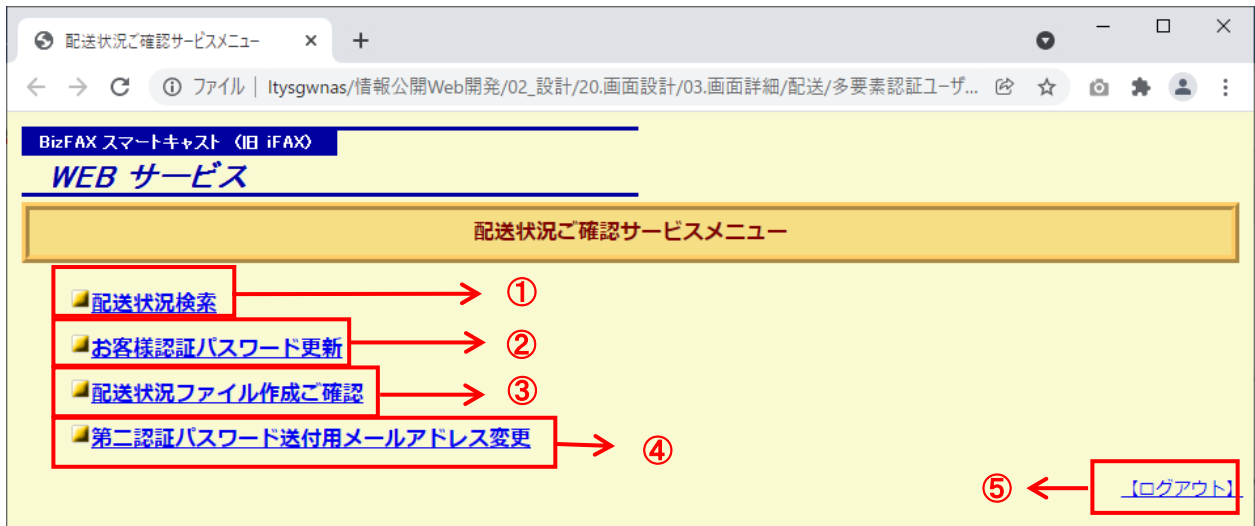 配送状況ご確認サービスメニュー
ファイル | ltysgwnas/情報公開Web開発/02_設計/20.画面設計/03.画面詳細/配送/多要素認証ユーザ...
BizFAX スマートキャスト（旧 iFAX）
WEB サービス
配送状況ご確認サービスメニュー
配送状況検索 ①
お客様認証パスワード更新 ②
配送状況ファイル作成ご確認 ③
第二認証パスワード送付用メールアドレス変更 ④
⑤ 【ログアウト】